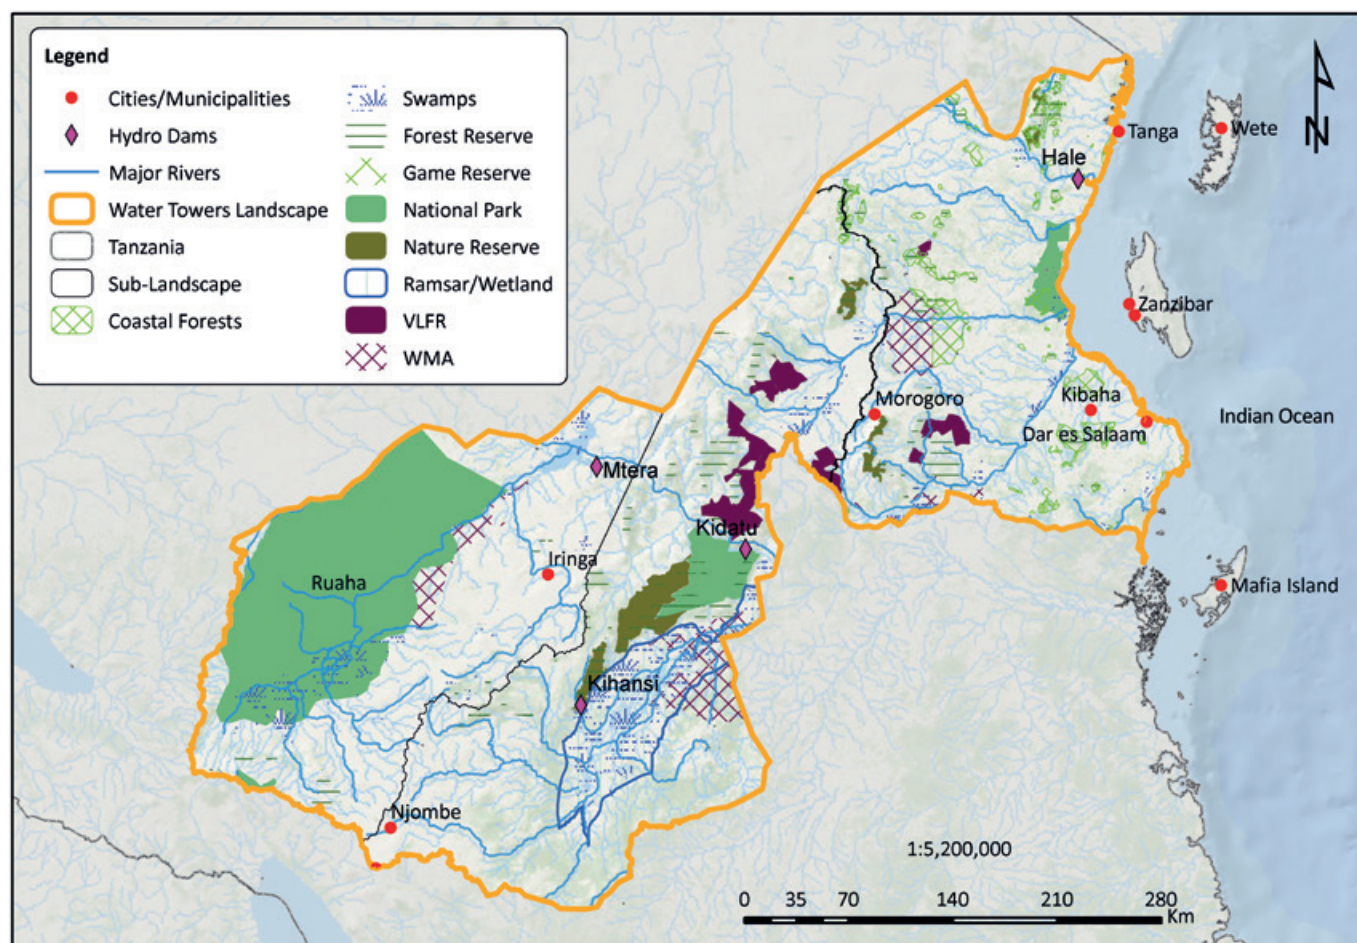 Legend
Cities/Municipalities
Hydro Dams
Major Rivers
Water Towers Landscape
Tanzania
Sub-Landscape
Coastal Forests
Swamps
Forest Reserve
Game Reserve
National Park
Nature Reserve
Ramsar/Wetland
VLFR
WMA
N
Tanga
Wete
Hale
Zanzibar
Morogoro
Kibaha
Dar es Salaam
Indian Ocean
Mtera
Kidatu
Iringa
Ruaha
Mafia Island
Kihansi
Njombe
1:5,200,000
0 35 70 140 210 280
Km